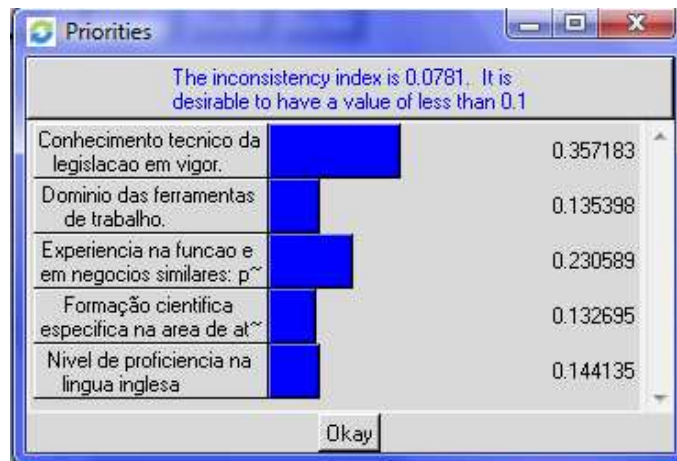 Priorities
The inconsistency index is 0.0781. It is
desirable to have a value of less than 0.1
Conhecimento tecnico da
legislacao em vigor.
0.357183
Dominio das ferramentas
de trabalho.
0.135398
Experiencia na funcao e
em negocios similares: p~
0.230589
Formação cientifica
especifica na area de at~
0.132695
Nivel de proficiencia na
lingua inglesa
0.144135
Okay